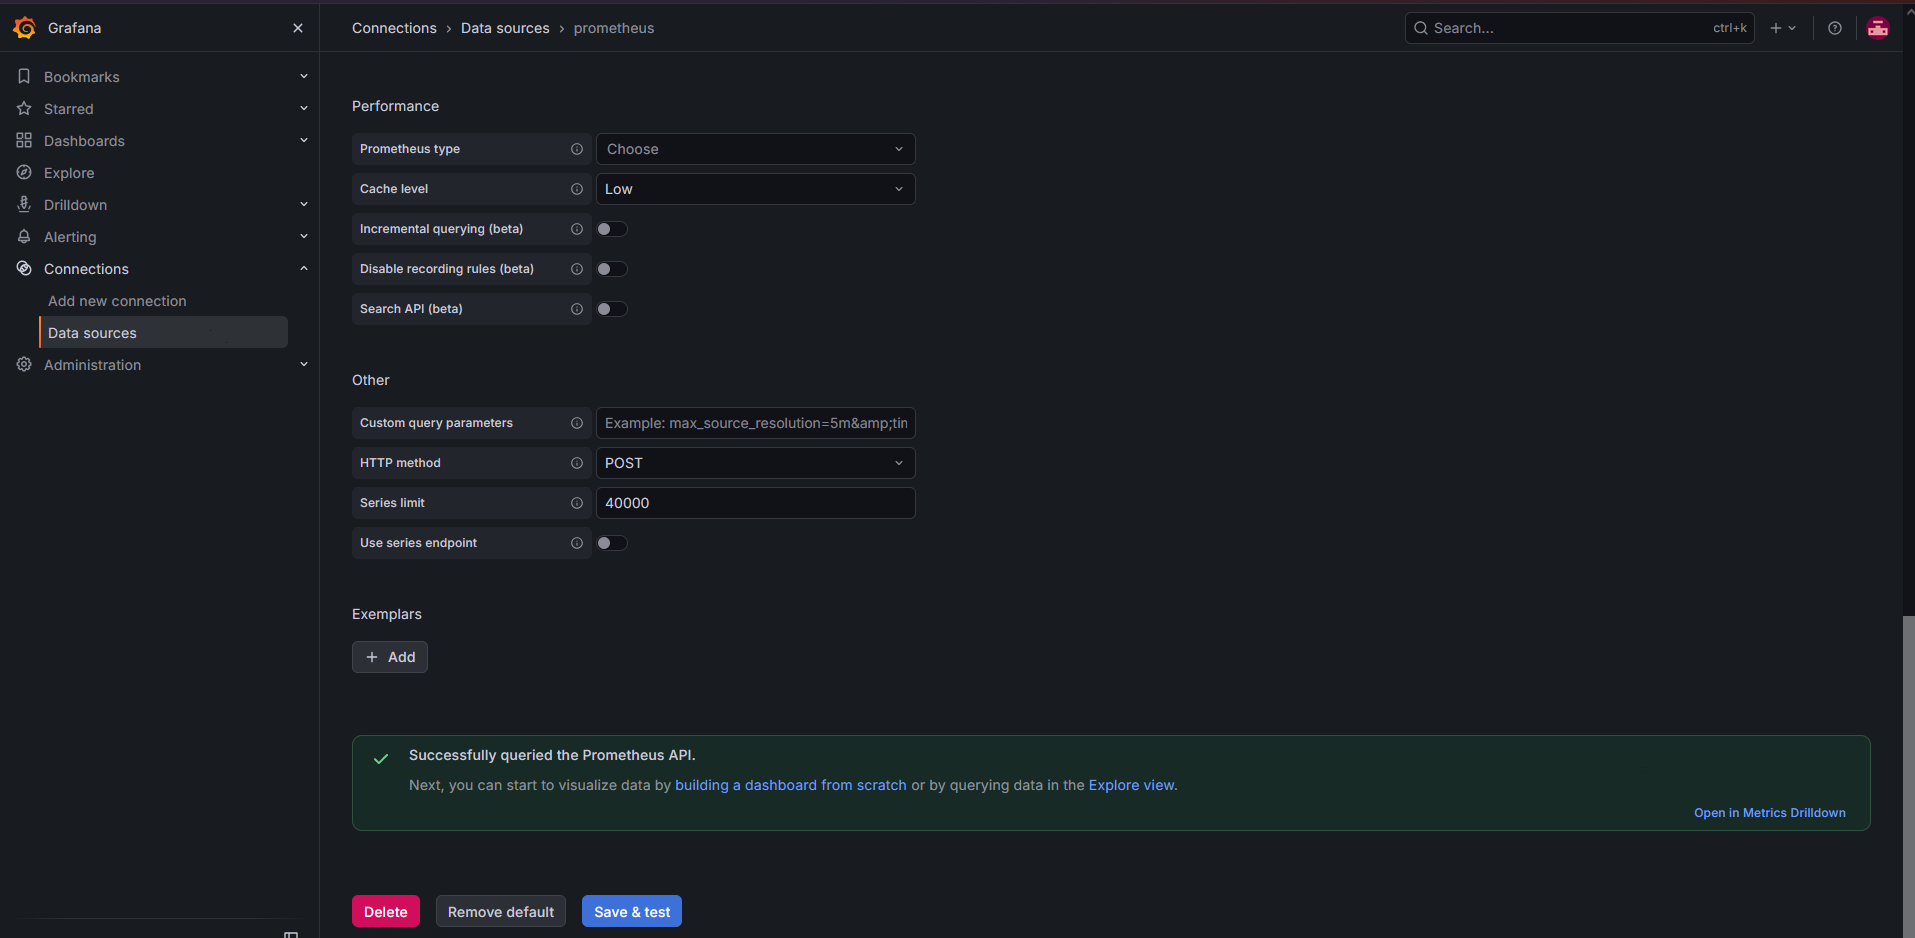 Grafana
Connections › Data sources › prometheus
Search...
ctrl+k
Bookmarks
Starred
Dashboards
Explore
Drilldown
Alerting
Connections
Add new connection
Data sources
Administration
Performance
Prometheus type
Choose
Cache level
Low
Incremental querying (beta)
Disable recording rules (beta)
Search API (beta)
Other
Custom query parameters
Example: max_source_resolution=5m&amp;tin
HTTP method
POST
Series limit
40000
Use series endpoint
Exemplars
+ Add
Successfully queried the Prometheus API.
Next, you can start to visualize data by building a dashboard from scratch or by querying data in the Explore view.
Open in Metrics Drilldown
Delete
Remove default
Save & test